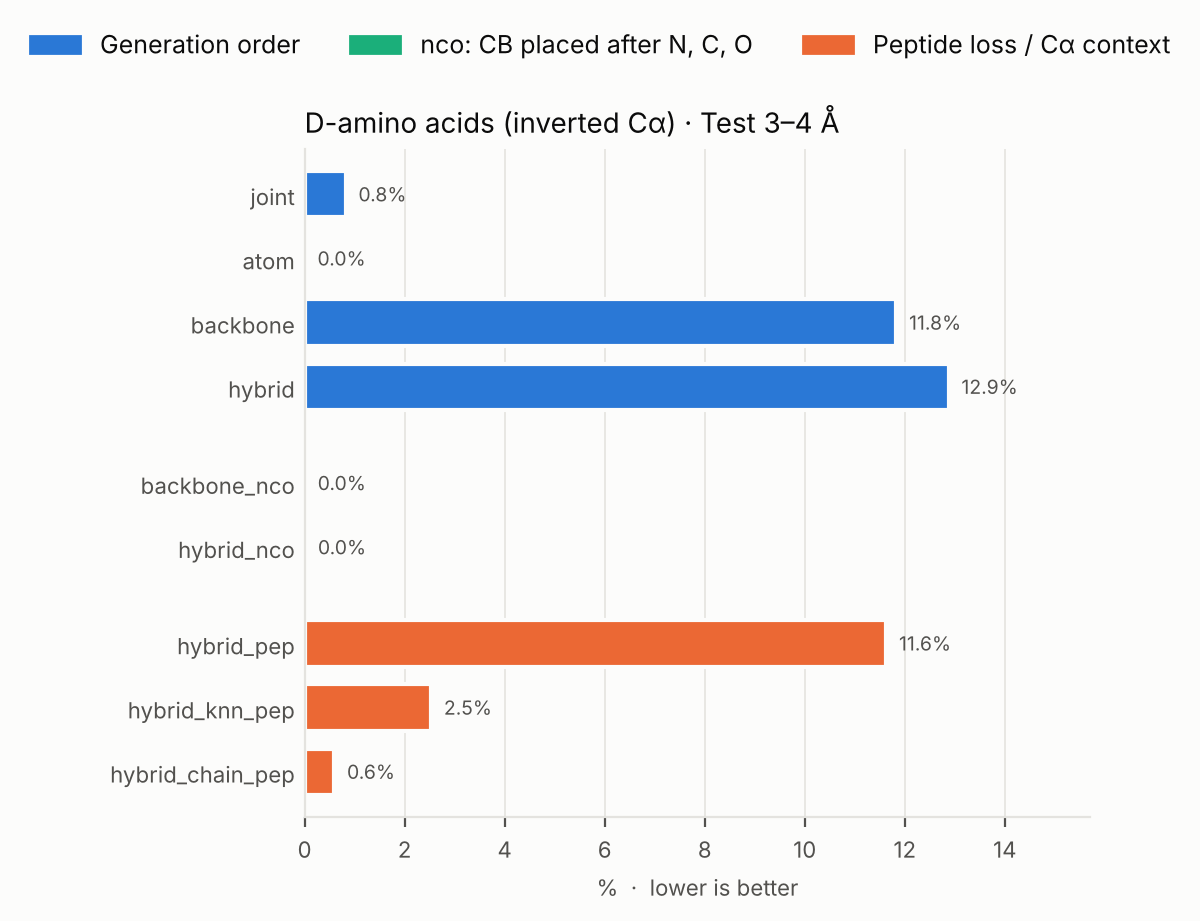 Generation order
nco: CB placed after N, C, O
Peptide loss / Cα context
D-amino acids (inverted Cα) · Test 3–4 Å
joint 0.8%
atom 0.0%
backbone 11.8%
hybrid 12.9%
backbone_nco 0.0%
hybrid_nco 0.0%
hybrid_pep 11.6%
hybrid_knn_pep 2.5%
hybrid_chain_pep 0.6%
0 2 4 6 8 10 12 14
% · lower is better